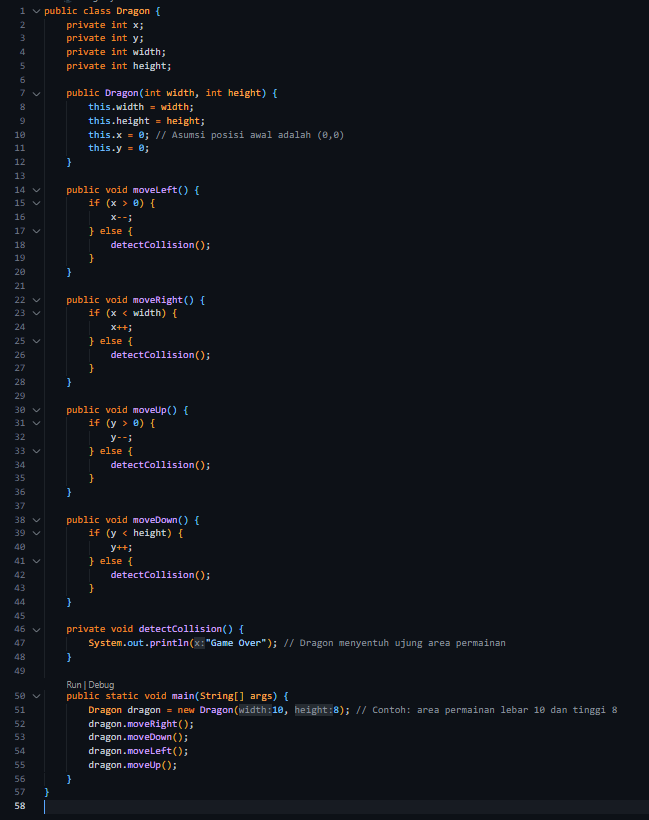 1 public class Dragon {
2 private int x;
3 private int y;
4 private int width;
5 private int height;
6
7 public Dragon(int width, int height) {
8 this.width = width;
9 this.height = height;
10 this.x = 0; // Asumsi posisi awal adalah (0,0)
11 this.y = 0;
12 }
13
14 public void moveLeft() {
15 if (x > 0) {
16 x--;
17 } else {
18 detectCollision();
19 }
20 }
21
22 public void moveRight() {
23 if (x < width) {
24 x++;
25 } else {
26 detectCollision();
27 }
28 }
29
30 public void moveUp() {
31 if (y > 0) {
32 y--;
33 } else {
34 detectCollision();
35 }
36 }
37
38 public void moveDown() {
39 if (y < height) {
40 y++;
41 } else {
42 detectCollision();
43 }
44 }
45
46 private void detectCollision() {
47 System.out.println(x:"Game Over"); // Dragon menyentuh ujung area permainan
48 }
49
Run | Debug
50 public static void main(String[] args) {
51 Dragon dragon = new Dragon(width:10, height:8); // Contoh: area permainan lebar 10 dan tinggi 8
52 dragon.moveRight();
53 dragon.moveDown();
54 dragon.moveLeft();
55 dragon.moveUp();
56 }
57 }
58